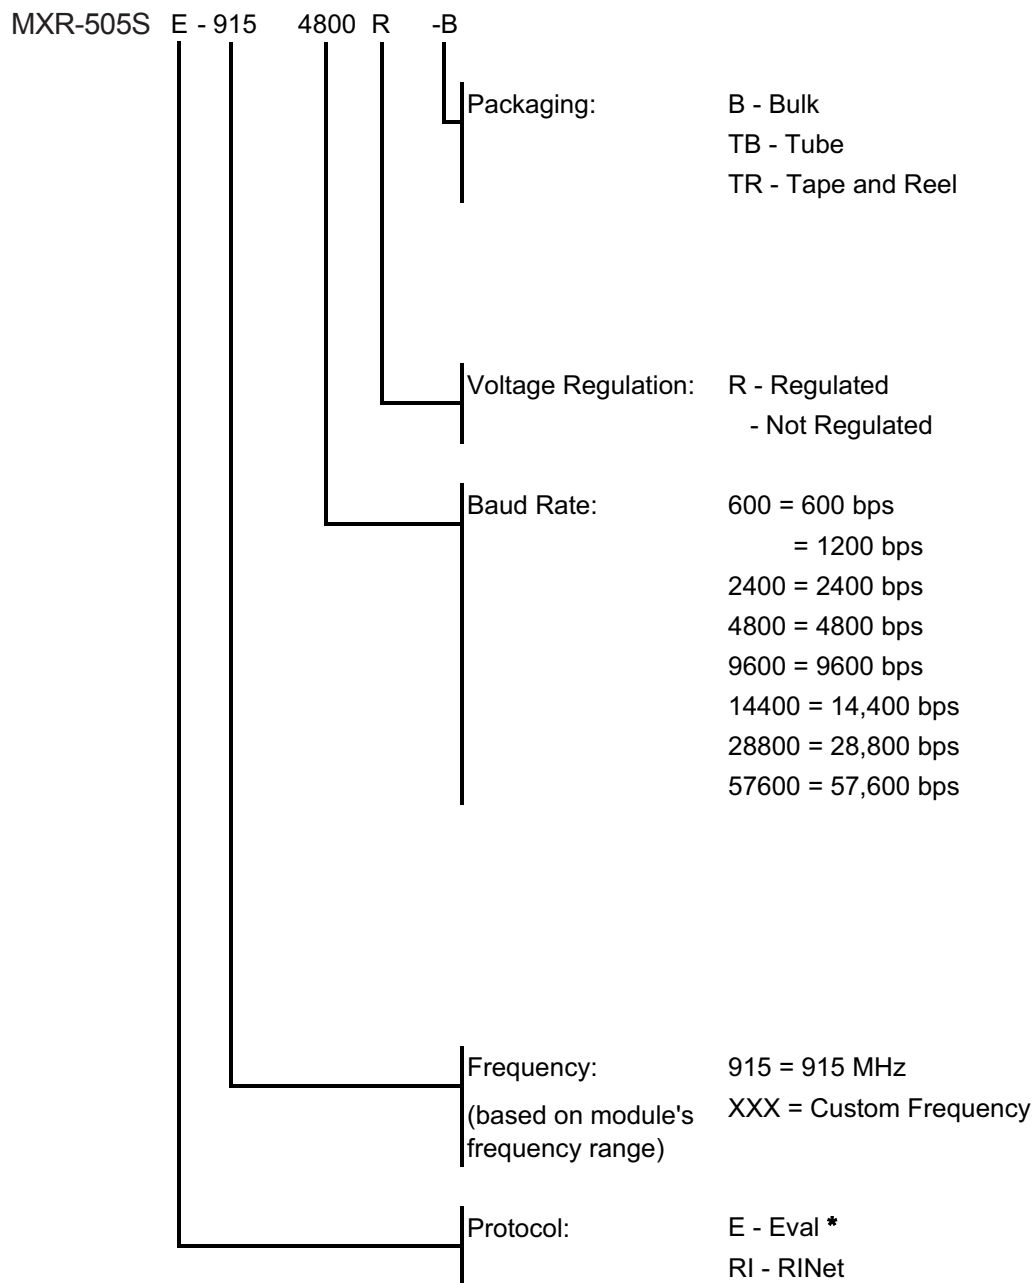 MXR-505S E - 915 4800 R -B
Packaging: B - Bulk
TB - Tube
TR - Tape and Reel
Voltage Regulation: R - Regulated
- Not Regulated
Baud Rate: 600 = 600 bps
= 1200 bps
2400 = 2400 bps
4800 = 4800 bps
9600 = 9600 bps
14400 = 14,400 bps
28800 = 28,800 bps
57600 = 57,600 bps
Frequency: 915 = 915 MHz
(based on module's XXX = Custom Frequency
frequency range)
Protocol: E - Eval *
RI - RINet